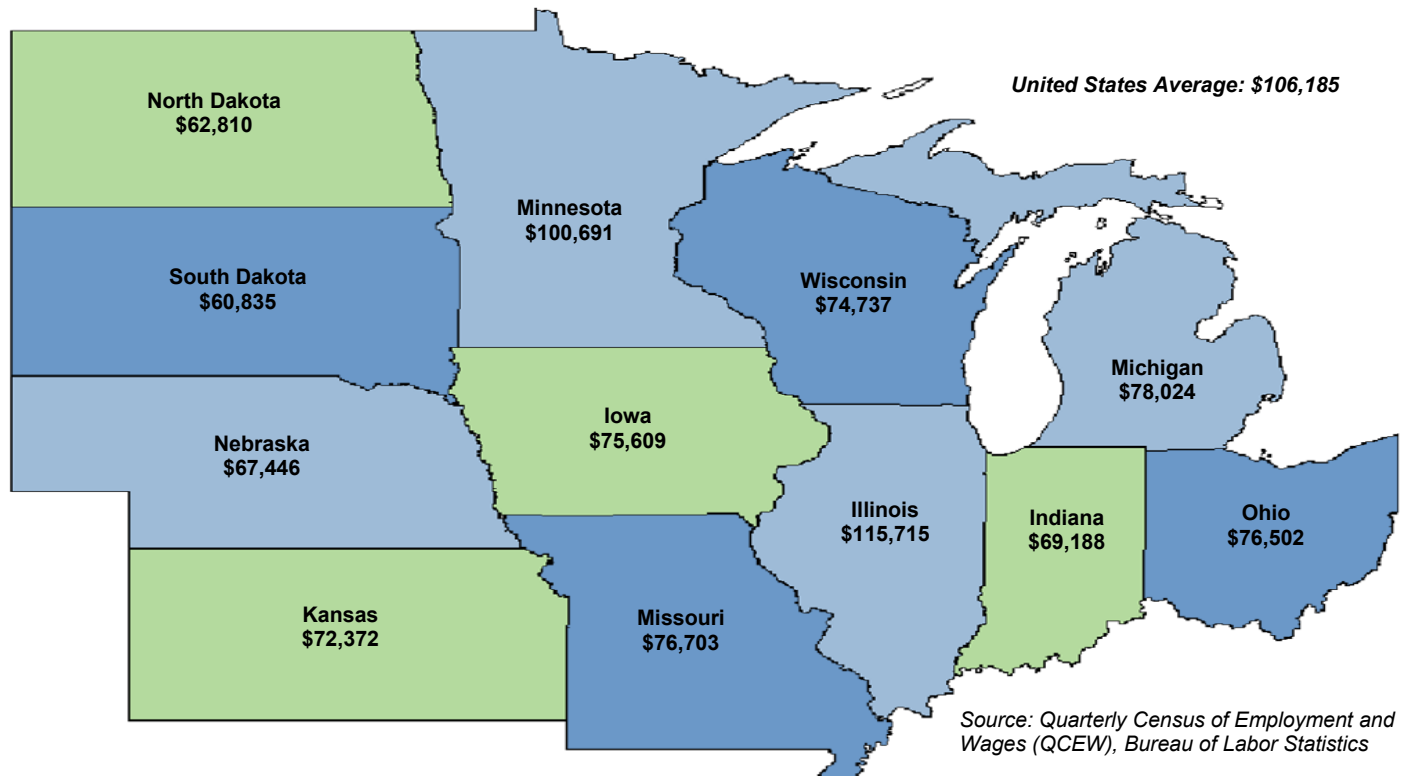 United States Average: $106,185
North Dakota
$62,810
Minnesota
$100,691
South Dakota
$60,835
Wisconsin
$74,737
Michigan
$78,024
Iowa
$75,609
Nebraska
$67,446
Illinois
$115,715
Indiana
$69,188
Ohio
$76,502
Kansas
$72,372
Missouri
$76,703
Source: Quarterly Census of Employment and
Wages (QCEW), Bureau of Labor Statistics